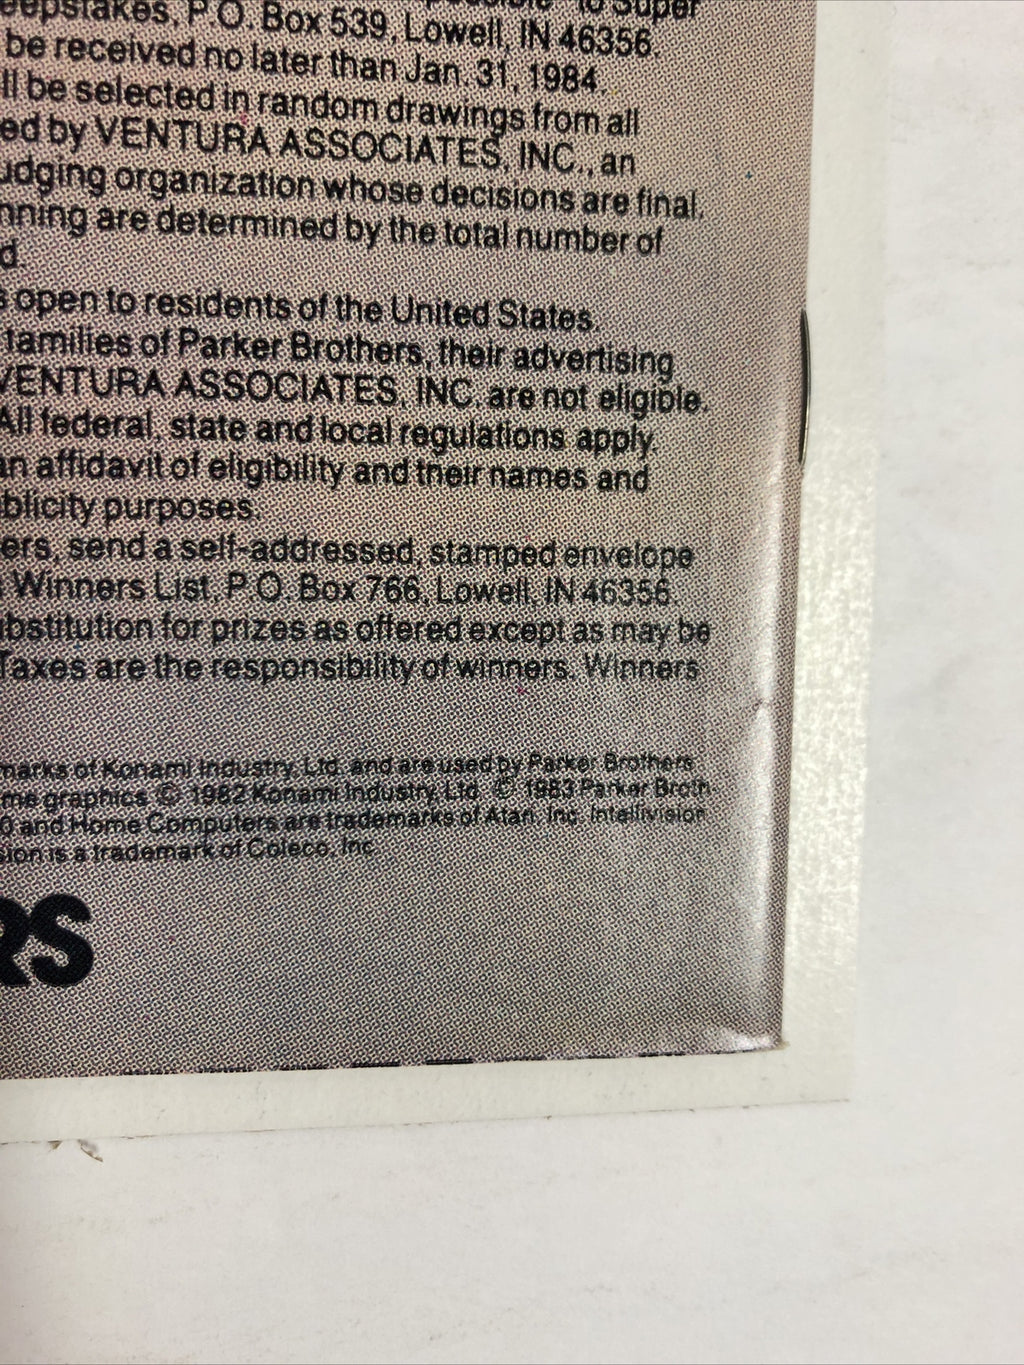 eepstakes, P.O. Box 539, Lowell, IN 46356.
be received no later than Jan. 31, 1984.
ll be selected in random drawings from all
ed by VENTURA ASSOCIATES, INC., an
udging organization whose decisions are final.
nning are determined by the total number of
d.
s open to residents of the United States.
families of Parker Brothers, their advertising
VENTURA ASSOCIATES, INC. are not eligible.
All federal, state and local regulations apply.
an affidavit of eligibility and their names and
blicity purposes.
ers, send a self-addressed, stamped envelope
Winners List, P.O. Box 766, Lowell, IN 46356.
ubstitution for prizes as offered except as may be
Taxes are the responsibility of winners. Winners
marks of Konami Industry, Ltd. and are used by Parker Brothers
me graphics © 1982 Konami Industry, Ltd. © 1983 Parker Broth-
0 and Home Computers are trademarks of Atari, Inc. Intellivision
sion is a trademark of Coleco, Inc.
RS